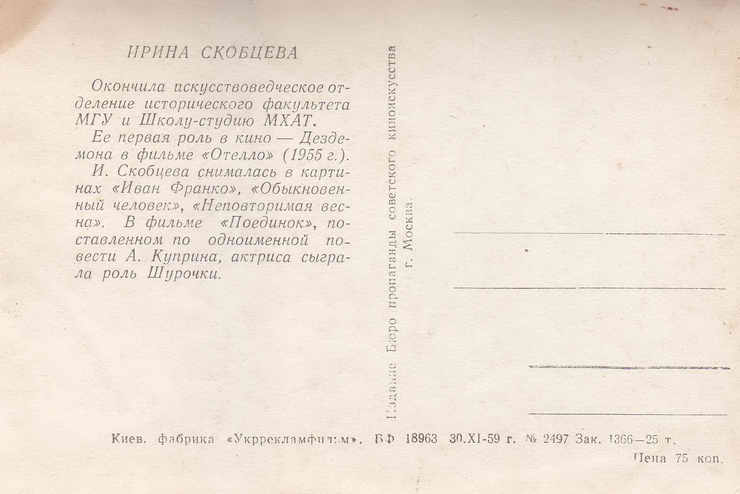 ИРИНА СКОБЦЕВА
Окончила искусствоведческое от-
деление исторического факультета
МГУ и Школу-студию МХАТ.
Ее первая роль в кино — Дезде-
мона в фильме «Отелло» (1955 г.).
И. Скобцева снималась в карти-
нах «Иван Франко», «Обыкновен-
ный человек», «Неповторимая вес-
на». В фильме «Поединок», по-
ставленном по одноименной по-
вести А. Куприна, актриса сыгра-
ла роль Шурочки.
Издание Бюро пропаганды советского киноискусства
г. Москва.
Киев. фабрика «Укррекламфильм». БФ 18963 30.XI-59 г. № 2497 Зак. 1366—25 т.
Цена 75 коп.